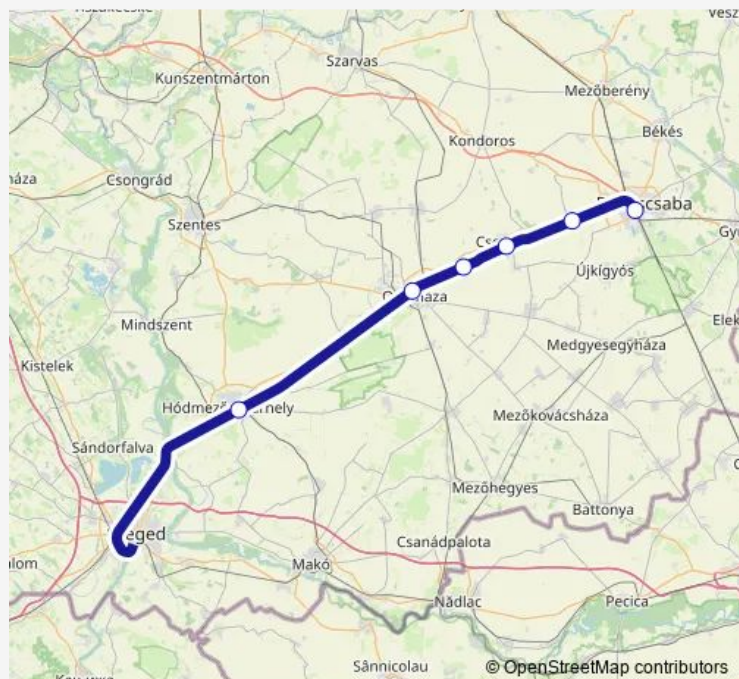 Szarvas
Kunszentmárton
Mezőberény
Kondoros
Békés
Csongrád
Szentes
Újkígyós
Mindszent
Medgyesegyháza
Kistelek
Mezőkovácsháza
Sándorfalva
Mezőhegyes
Battonya
Csanádpalota
Makó
Nădlac
Pecica
Sânnicolau
© OpenStreetMap contributors